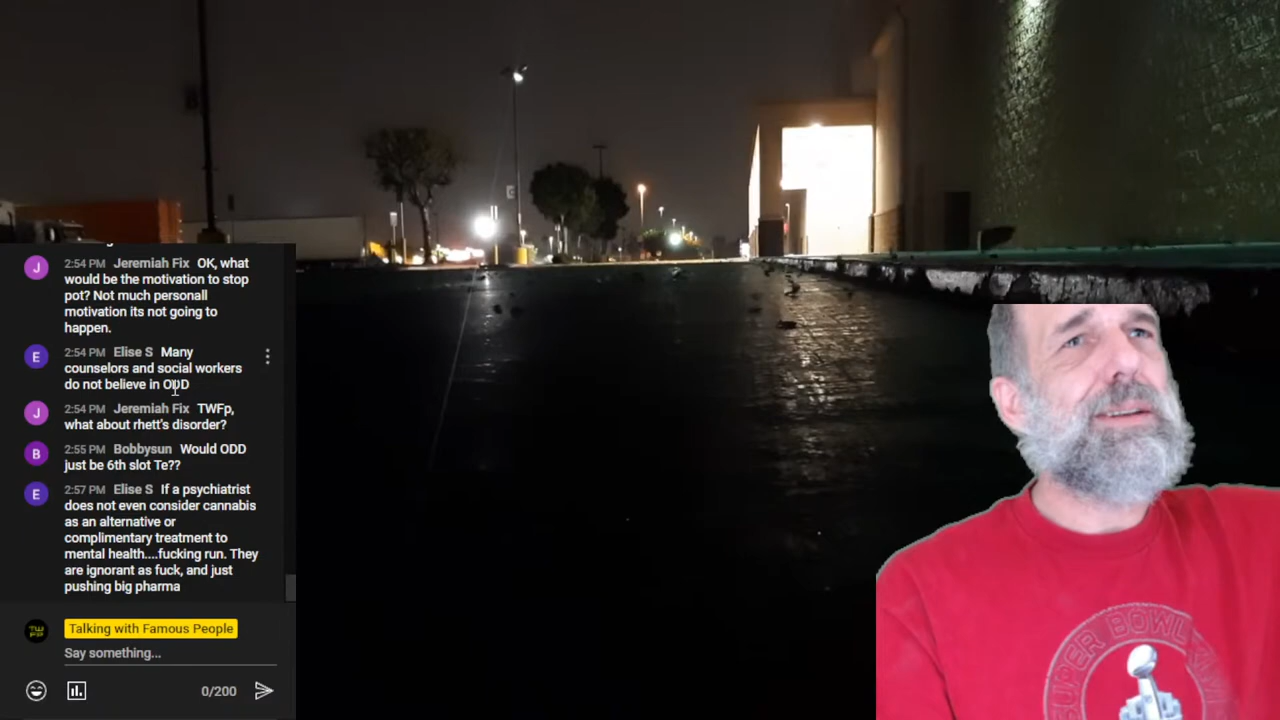 J 2:54 PM Jeremiah Fix OK, what
would be the motivation to stop
pot? Not much personall
motivation its not going to
happen.
E 2:54 PM Elise S Many
counselors and social workers
do not believe in ODD
J 2:54 PM Jeremiah Fix TWFp,
what about rhett's disorder?
B 2:55 PM Bobbysun Would ODD
just be 6th slot Te??
E 2:57 PM Elise S If a psychiatrist
does not even consider cannabis
as an alternative or
complimentary treatment to
mental health....fucking run. They
are ignorant as fuck, and just
pushing big pharma
TW
FP
Talking with Famous People
Say something...
0/200
SUPER BOWL